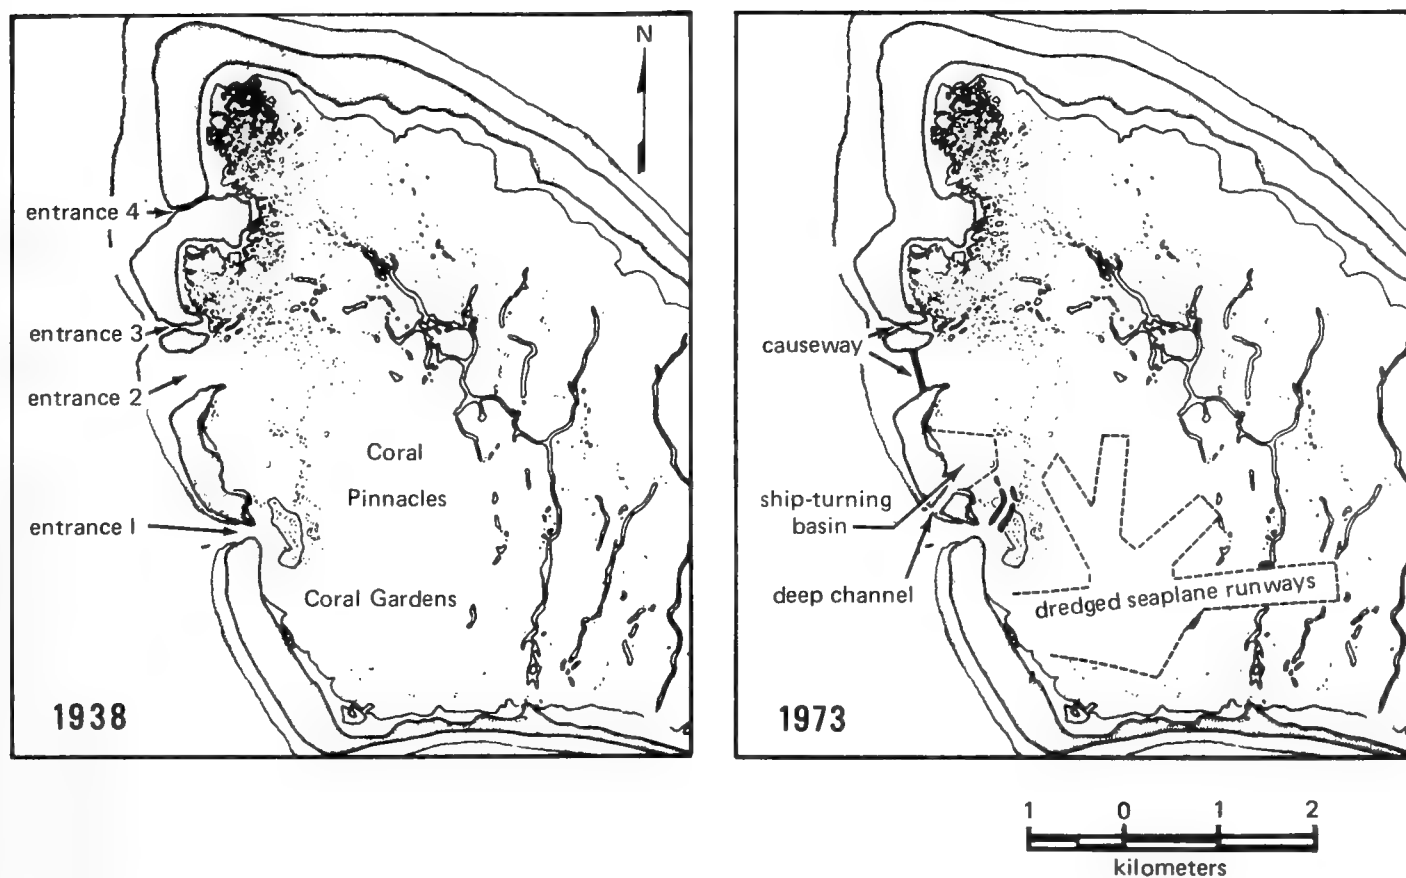 N
entrance 4
entrance 3
entrance 2
Coral
Pinnacles
entrance 1
Coral Gardens
1938
causeway
ship-turning
basin
deep channel
dredged seaplane runways
1973
1 0 1 2
kilometers